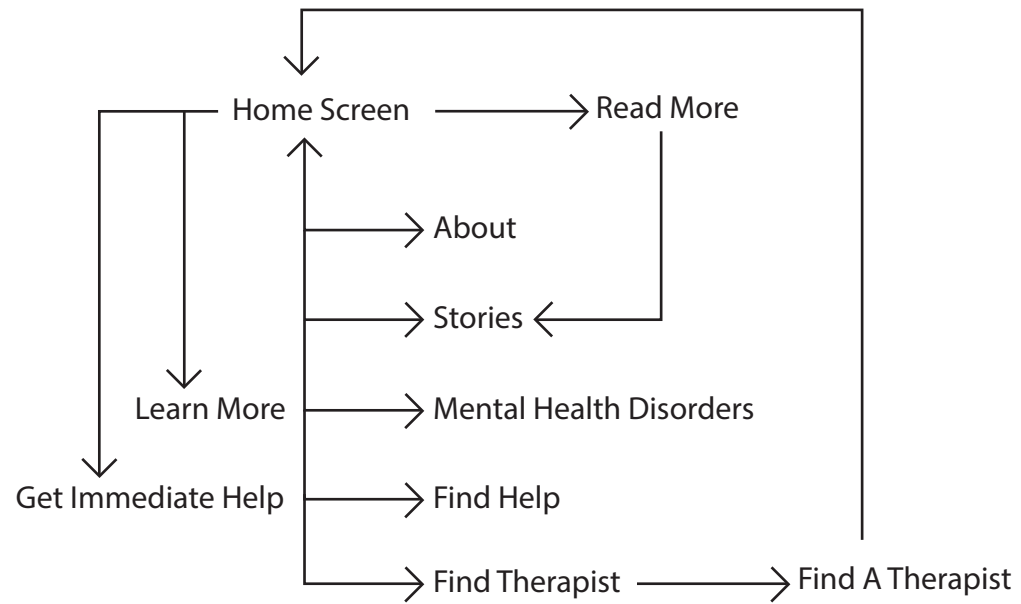 Home Screen
Read More
About
Stories
Learn More
Mental Health Disorders
Get Immediate Help
Find Help
Find Therapist
Find A Therapist